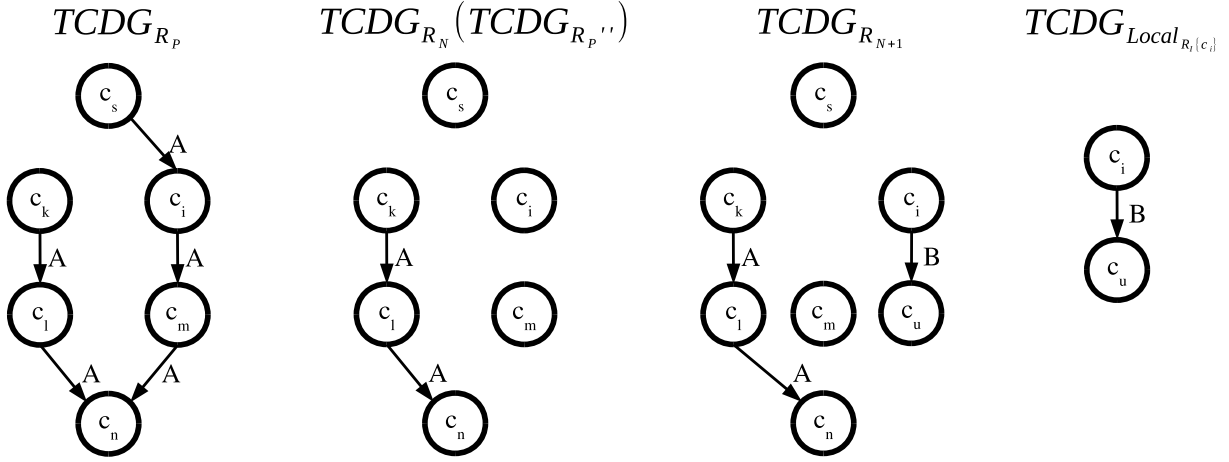 TCDG_{R_P} TCDG_{R_N}(TCDG_{R_{P''}}) TCDG_{R_{N+1}} TCDG_{Local_{R_I\{c_i\}}}
c_s c_s c_s
A
c_i
c_k c_i c_k c_i c_k c_i
B
A A A A B c_u
c_l c_m c_l c_m c_l c_m c_u
A A A A
c_n c_n c_n